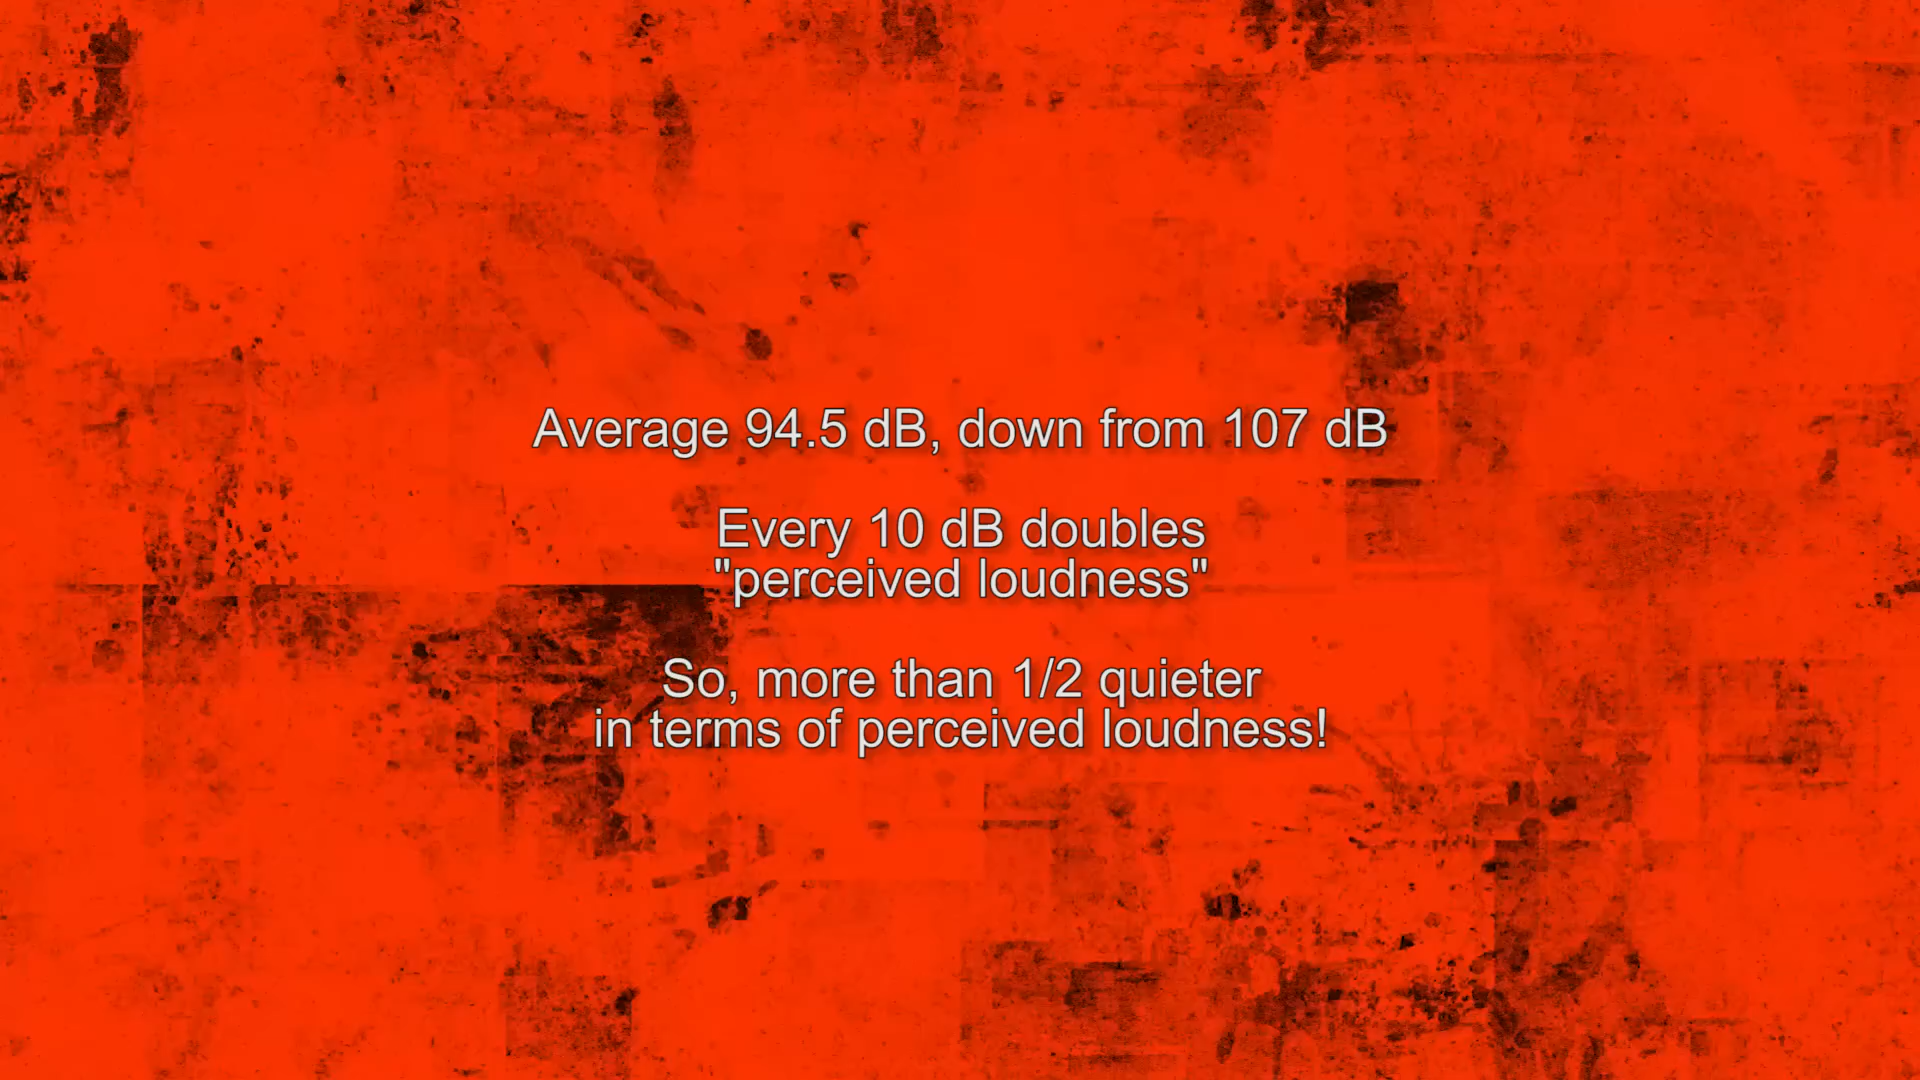 Average 94.5 dB, down from 107 dB
Every 10 dB doubles
"perceived loudness"
So, more than 1/2 quieter
in terms of perceived loudness!